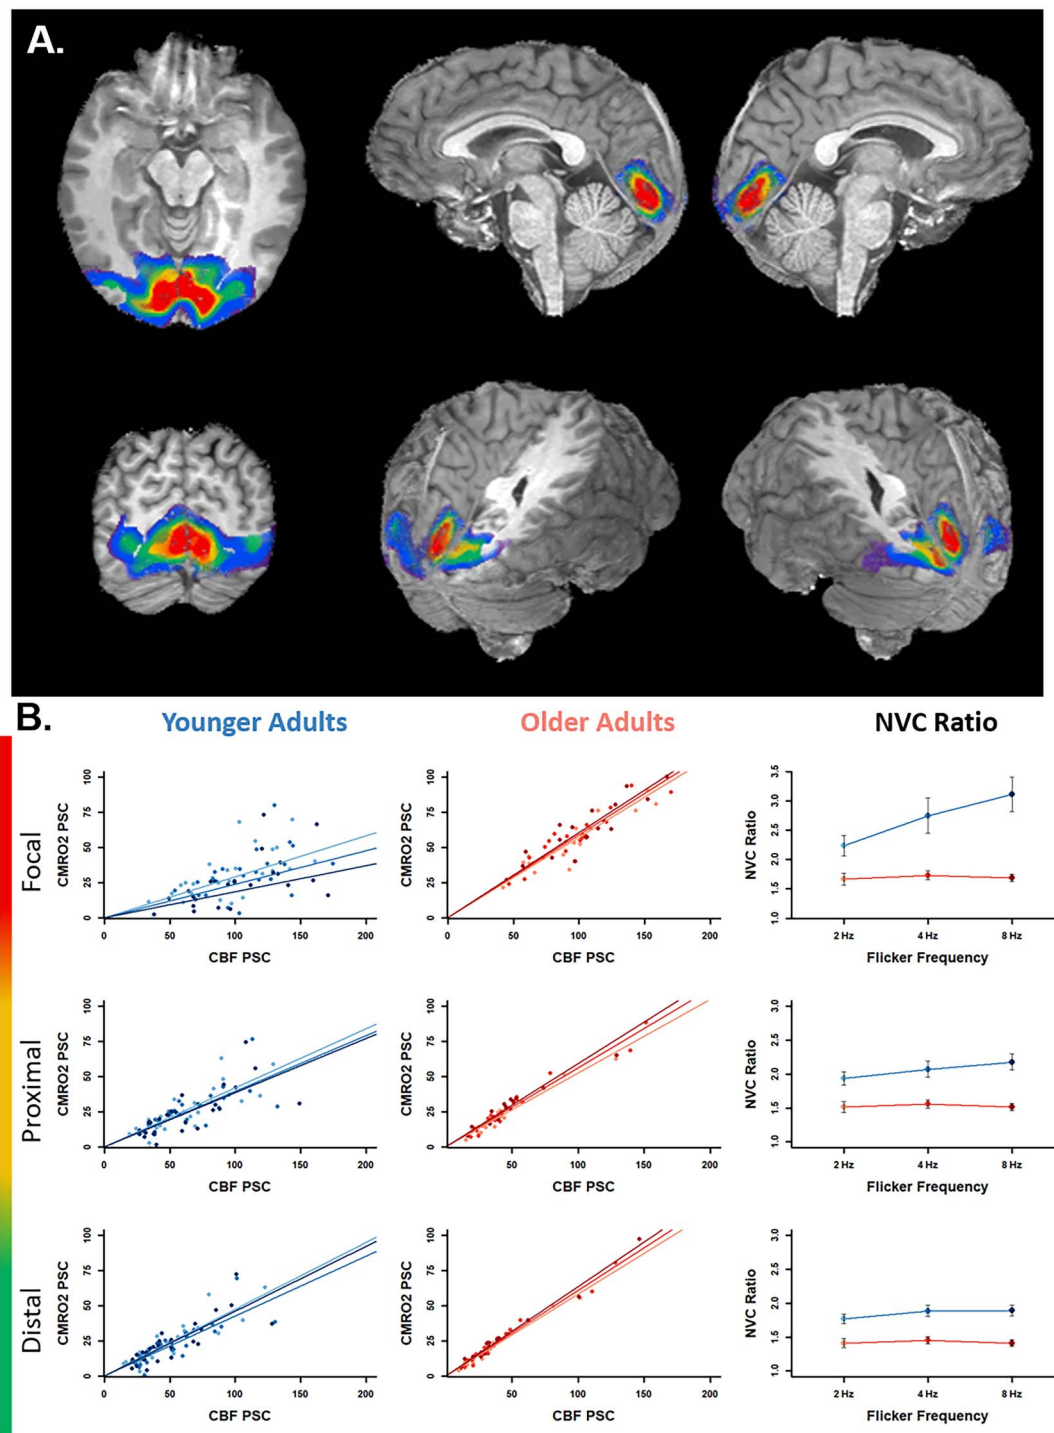 A.
B.
Younger Adults
Older Adults
NVC Ratio
Focal
CMRO2 PSC
0 25 50 75 100
0 50 100 150 200
CBF PSC
CMRO2 PSC
0 25 50 75 100
0 50 100 150 200
CBF PSC
NVC Ratio
1.0 1.5 2.0 2.5 3.0 3.5
2 Hz 4 Hz 8 Hz
Flicker Frequency
Proximal
CMRO2 PSC
0 25 50 75 100
0 50 100 150 200
CBF PSC
CMRO2 PSC
0 25 50 75 100
50 100 150 200
CBF PSC
NVC Ratio
1.0 1.5 2.0 2.5 3.0
2 Hz 4 Hz 8 Hz
Flicker Frequency
Distal
CMRO2 PSC
0 25 50 75 100
0 50 100 150 200
CBF PSC
CMRO2 PSC
0 25 50 75 100
50 100 150 200
CBF PSC
NVC Ratio
1.0 1.5 2.0 2.5 3.0
2 Hz 4 Hz 8 Hz
Flicker Frequency